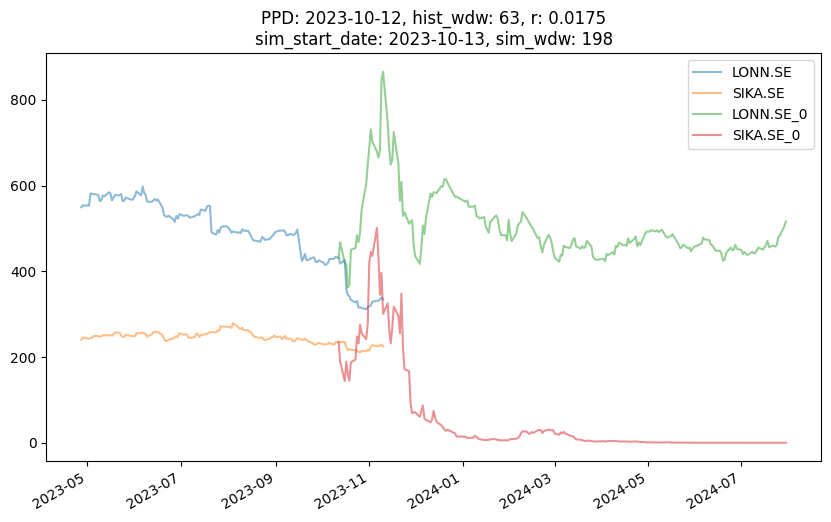 PPD: 2023-10-12, hist_wdw: 63, r: 0.0175
sim_start_date: 2023-10-13, sim_wdw: 198
LONN.SE
SIKA.SE
LONN.SE_0
SIKA.SE_0
800
600
400
200
0
2023-05
2023-07
2023-09
2023-11
2024-01
2024-03
2024-05
2024-07